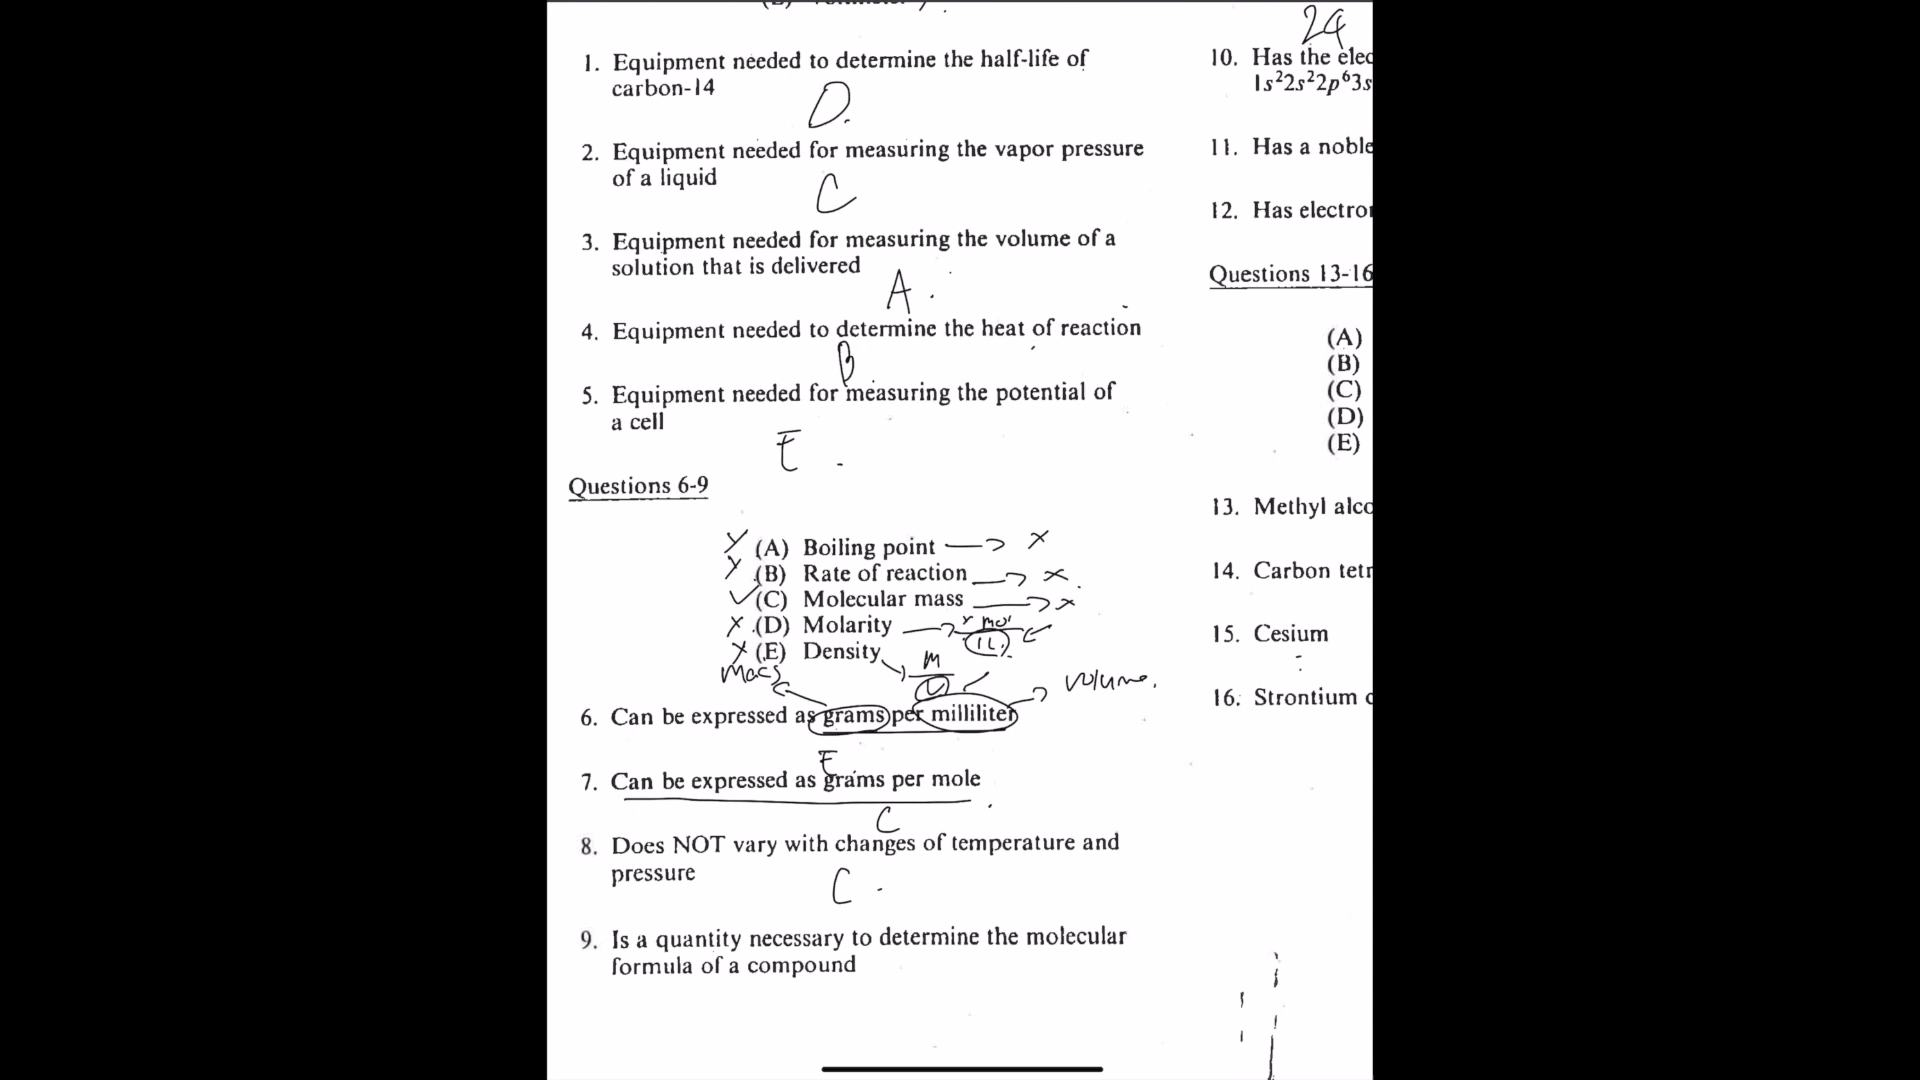 24
1. Equipment needed to determine the half-life of
carbon-14
D.
2. Equipment needed for measuring the vapor pressure
of a liquid
C
3. Equipment needed for measuring the volume of a
solution that is delivered
A.
4. Equipment needed to determine the heat of reaction
B
5. Equipment needed for measuring the potential of
a cell
E
Questions 6-9
(A) Boiling point → x
(B) Rate of reaction → x
✓(C) Molecular mass → x
x (D) Molarity → mol
1L
x (E) Density → M
V
volume.
6. Can be expressed as grams per milliliter
E
7. Can be expressed as grams per mole
C
8. Does NOT vary with changes of temperature and
pressure
C
9. Is a quantity necessary to determine the molecular
formula of a compound
10. Has the elec
1s²2s²2p⁶3s
11. Has a noble
12. Has electro
Questions 13-16
(A)
(B)
(C)
(D)
(E)
13. Methyl alco
14. Carbon tetr
15. Cesium
16. Strontium